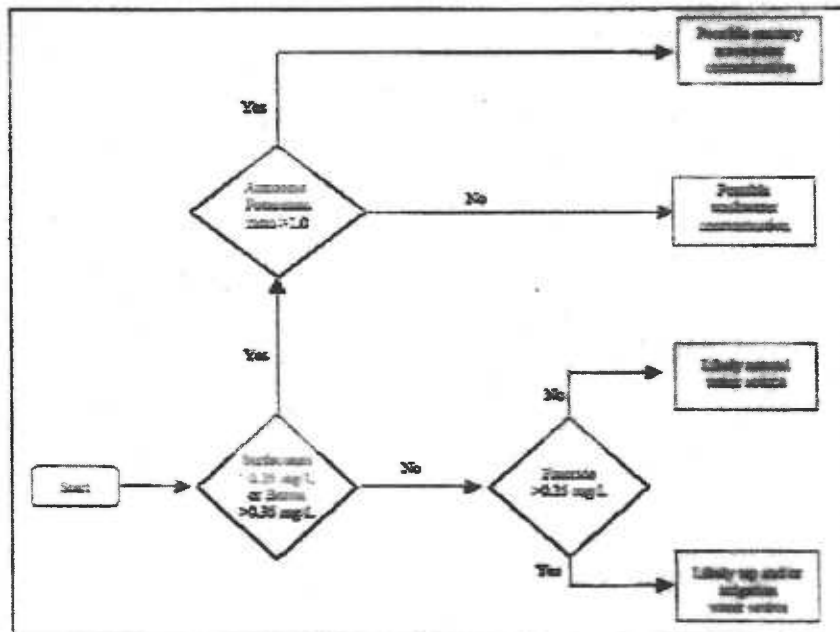 Possible sanitary
wastewater
contamination
Yes
Ammonia
Potassium
ratio >1.0
No
Possible
washwater
contamination
Yes
Likely natural
water source
No
Start
Surfactants
0.25 mg/L
or Boron
>0.35 mg/L
No
Fluoride
>0.25 mg/L
Yes
Likely tap and/or
irrigation
water source